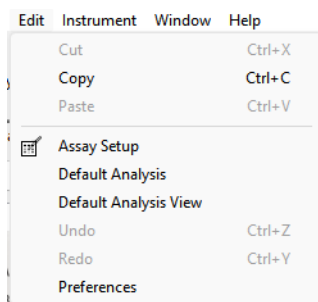 Edit Instrument Window Help
Cut Ctrl+X
Copy Ctrl+C
Paste Ctrl+V
Assay Setup
Default Analysis
Default Analysis View
Undo Ctrl+Z
Redo Ctrl+Y
Preferences